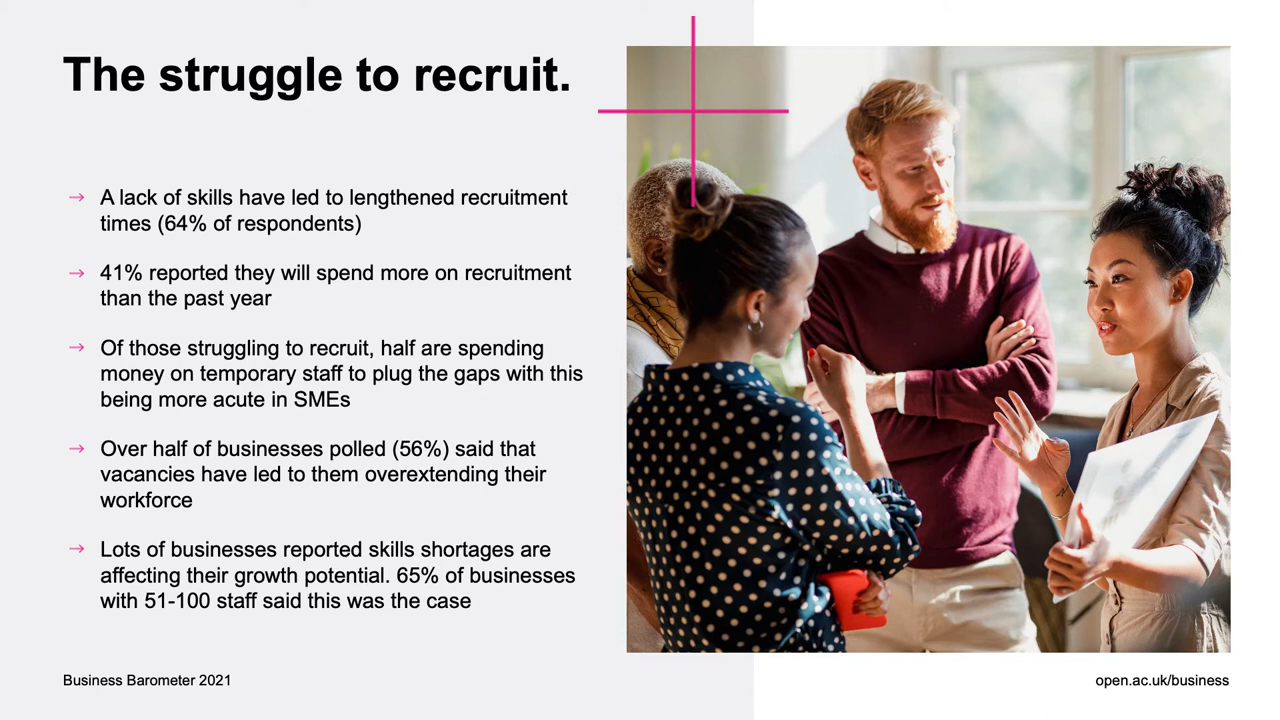 The struggle to recruit.
→ A lack of skills have led to lengthened recruitment
times (64% of respondents)
→ 41% reported they will spend more on recruitment
than the past year
→ Of those struggling to recruit, half are spending
money on temporary staff to plug the gaps with this
being more acute in SMEs
→ Over half of businesses polled (56%) said that
vacancies have led to them overextending their
workforce
→ Lots of businesses reported skills shortages are
affecting their growth potential. 65% of businesses
with 51-100 staff said this was the case
Business Barometer 2021
open.ac.uk/business